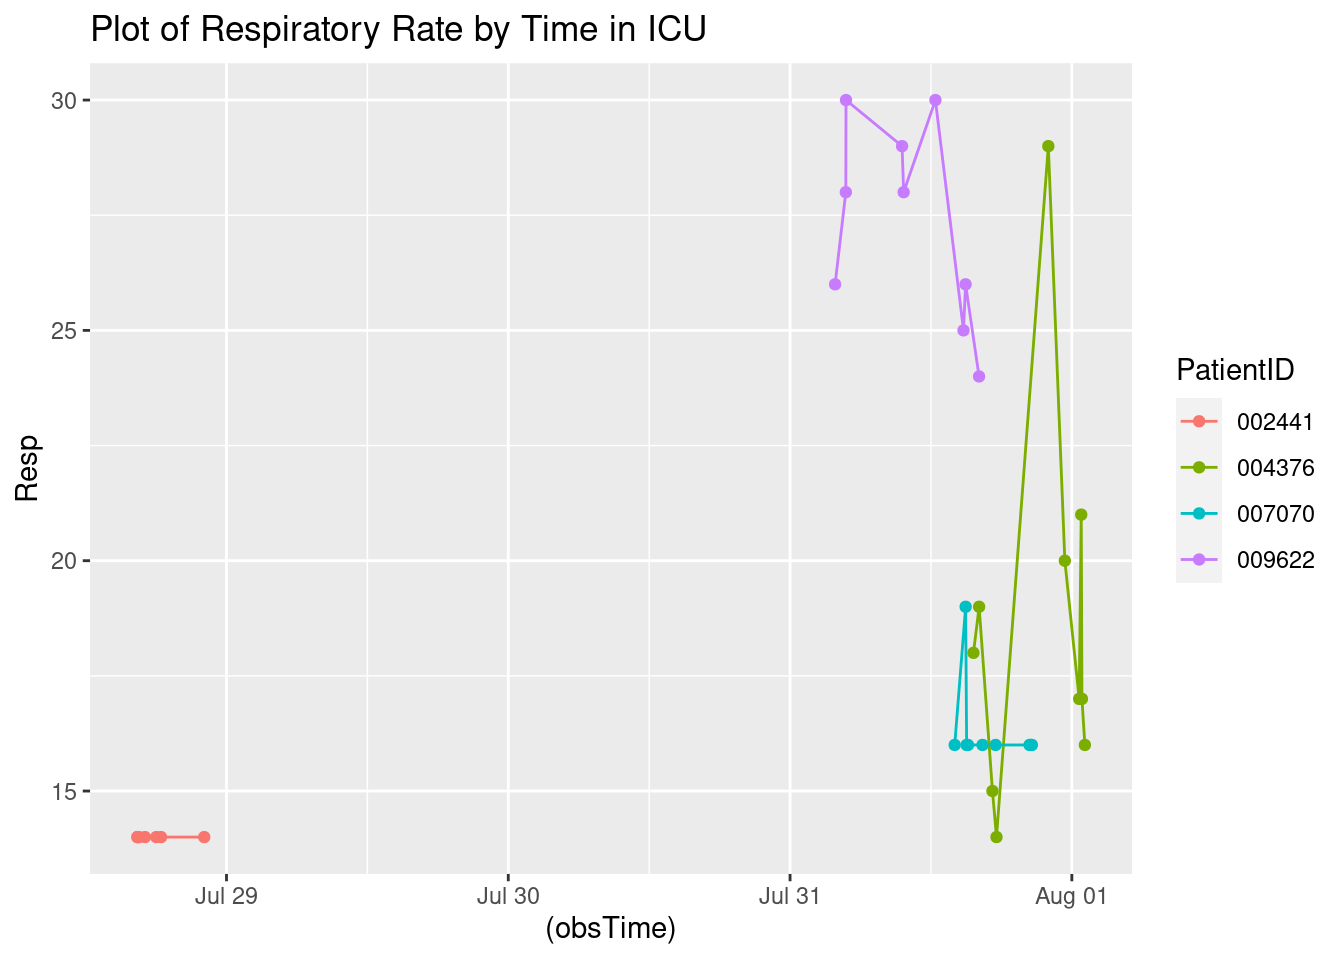 Plot of Respiratory Rate by Time in ICU
30
25
20
15
Resp
Jul 29
Jul 30
Jul 31
Aug 01
(obsTime)
PatientID
002441
004376
007070
009622